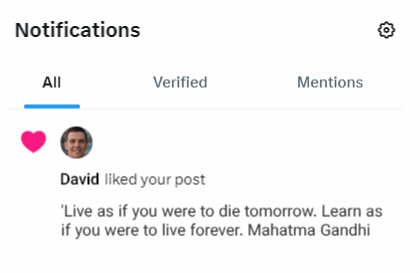 Notifications
All Verified Mentions
David liked your post
'Live as if you were to die tomorrow. Learn as
if you were to live forever. Mahatma Gandhi